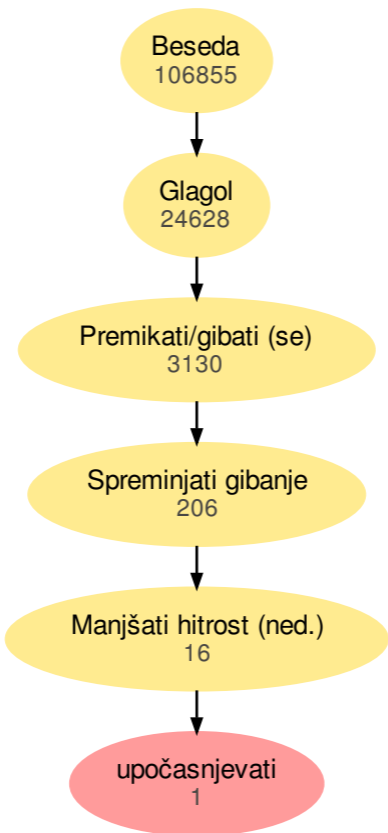 Beseda
106855
Glagol
24628
Premikati/gibati (se)
3130
Spreminjati gibanje
206
Manjšati hitrost (ned.)
16
upočasnjevati
1